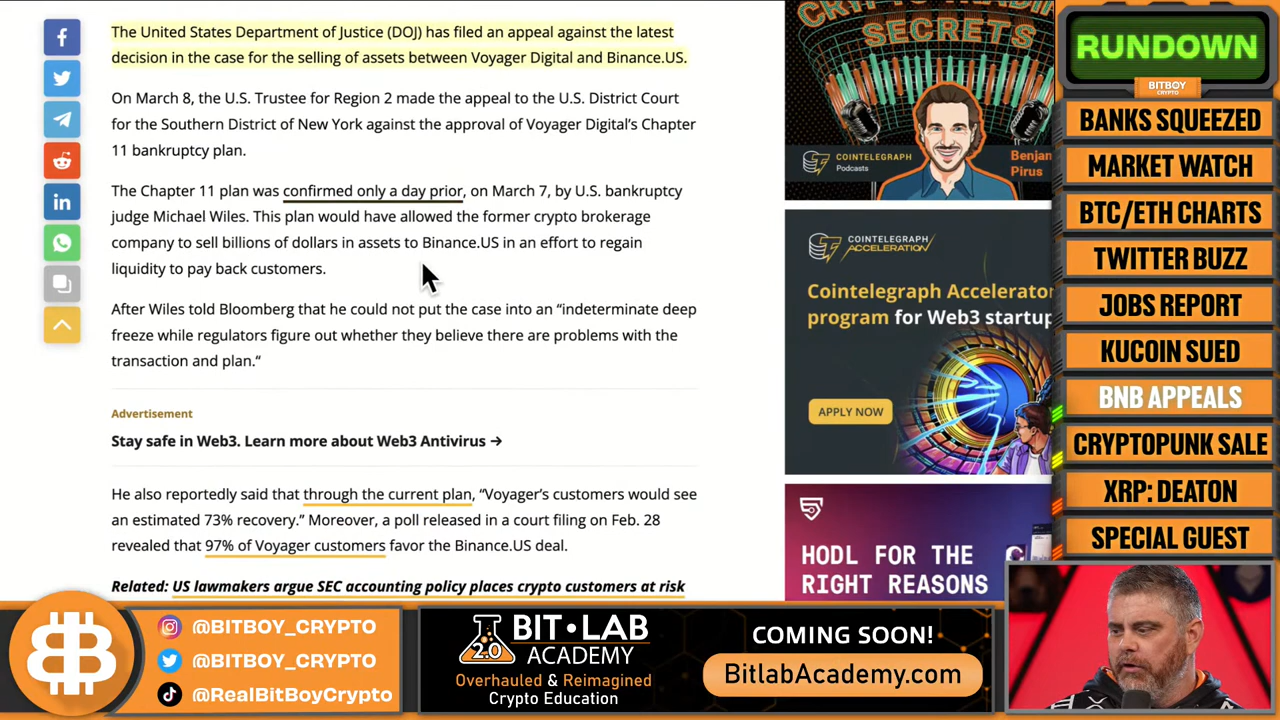 The United States Department of Justice (DOJ) has filed an appeal against the latest
decision in the case for the selling of assets between Voyager Digital and Binance.US.
On March 8, the U.S. Trustee for Region 2 made the appeal to the U.S. District Court
for the Southern District of New York against the approval of Voyager Digital’s Chapter
11 bankruptcy plan.
The Chapter 11 plan was confirmed only a day prior, on March 7, by U.S. bankruptcy
judge Michael Wiles. This plan would have allowed the former crypto brokerage
company to sell billions of dollars in assets to Binance.US in an effort to regain
liquidity to pay back customers.
After Wiles told Bloomberg that he could not put the case into an “indeterminate deep
freeze while regulators figure out whether they believe there are problems with the
transaction and plan.“
Advertisement
Stay safe in Web3. Learn more about Web3 Antivirus →
He also reportedly said that through the current plan, “Voyager’s customers would see
an estimated 73% recovery.” Moreover, a poll released in a court filing on Feb. 28
revealed that 97% of Voyager customers favor the Binance.US deal.
Related: US lawmakers argue SEC accounting policy places crypto customers at risk
CRYPTO TRADING
SECRETS
COINTELEGRAPH
Podcasts
Benjam
Pirus
COINTELEGRAPH
ACCELERATION
Cointelegraph Accelerator
program for Web3 startup
APPLY NOW
HODL FOR THE
RIGHT REASONS
RUNDOWN
BITBOY
CRYPTO
BANKS SQUEEZED
MARKET WATCH
BTC/ETH CHARTS
TWITTER BUZZ
JOBS REPORT
KUCOIN SUED
BNB APPEALS
CRYPTOPUNK SALE
XRP: DEATON
SPECIAL GUEST
@BITBOY_CRYPTO
@BITBOY_CRYPTO
@RealBitBoyCrypto
2.0
BIT•LAB
ACADEMY
Overhauled & Reimagined
Crypto Education
COMING SOON!
BitlabAcademy.com